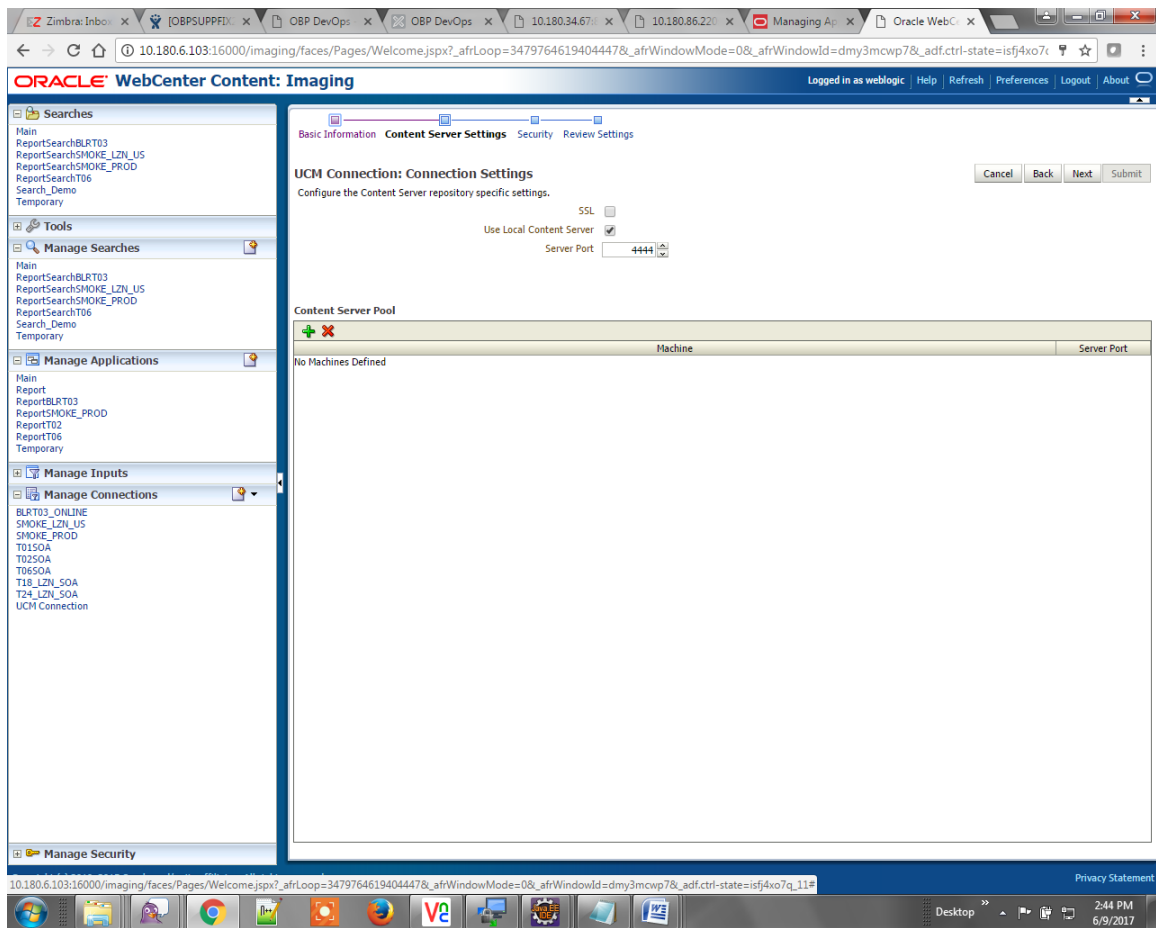 Zimbra: Inbox
[OBPSUPPFIX
OBP DevOps -
OBP DevOps
10.180.34.67:8
10.180.86.220
Managing Ap
Oracle WebCe
10.180.6.103:16000/imaging/faces/Pages/Welcome.jspx?_afrLoop=3479764619404447&_afrWindowMode=0&_afrWindowId=dmy3mcwp7&_adf.ctrl-state=isfj4xo7c
ORACLE WebCenter Content: Imaging
Logged in as weblogic Help Refresh Preferences Logout About
Searches
Main
ReportSearchBLRT03
ReportSearchSMOKE_LZN_US
ReportSearchSMOKE_PROD
ReportSearchT06
Search_Demo
Temporary
Tools
Manage Searches
Main
ReportSearchBLRT03
ReportSearchSMOKE_LZN_US
ReportSearchSMOKE_PROD
ReportSearchT06
Search_Demo
Temporary
Manage Applications
Main
Report
ReportBLRT03
ReportSMOKE_PROD
ReportT02
ReportT06
Temporary
Manage Inputs
Manage Connections
BLRT03_ONLINE
SMOKE_LZN_US
SMOKE_PROD
T01SOA
T02SOA
T06SOA
T18_LZN_SOA
T24_LZN_SOA
UCM Connection
Manage Security
Basic Information Content Server Settings Security Review Settings
UCM Connection: Connection Settings
Cancel Back Next Submit
Configure the Content Server repository specific settings.
SSL
Use Local Content Server
Server Port 4444
Content Server Pool
Machine Server Port
No Machines Defined
10.180.6.103:16000/imaging/faces/Pages/Welcome.jspx?_afrLoop=3479764619404447&_afrWindowMode=0&_afrWindowId=dmy3mcwp7&_adf.ctrl-state=isfj4xo7q_11#
Privacy Statement
Desktop
2:44 PM
6/9/2017